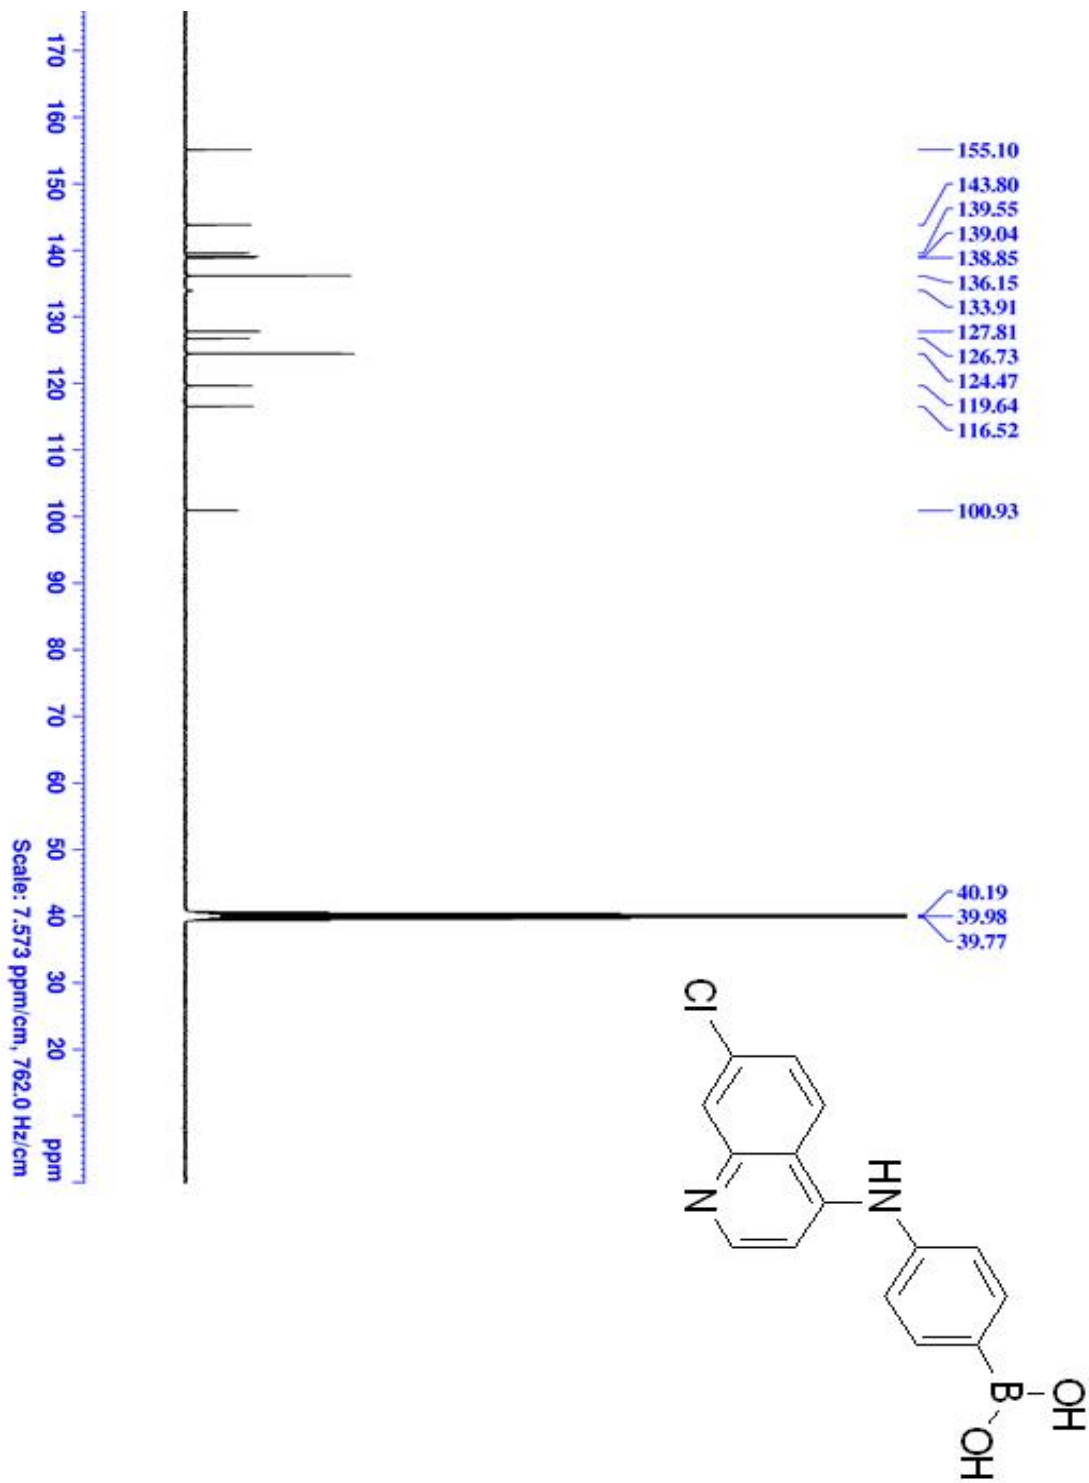 155.10
143.80
139.55
139.04
138.85
136.15
133.91
127.81
126.73
124.47
119.64
116.52
100.93
40.19
39.98
39.77
170 160 150 140 130 120 110 100 90 80 70 60 50 40 30 20 ppm
Scale: 7.573 ppm/cm, 762.0 Hz/cm
Cl
N
HN
B
OH
OH